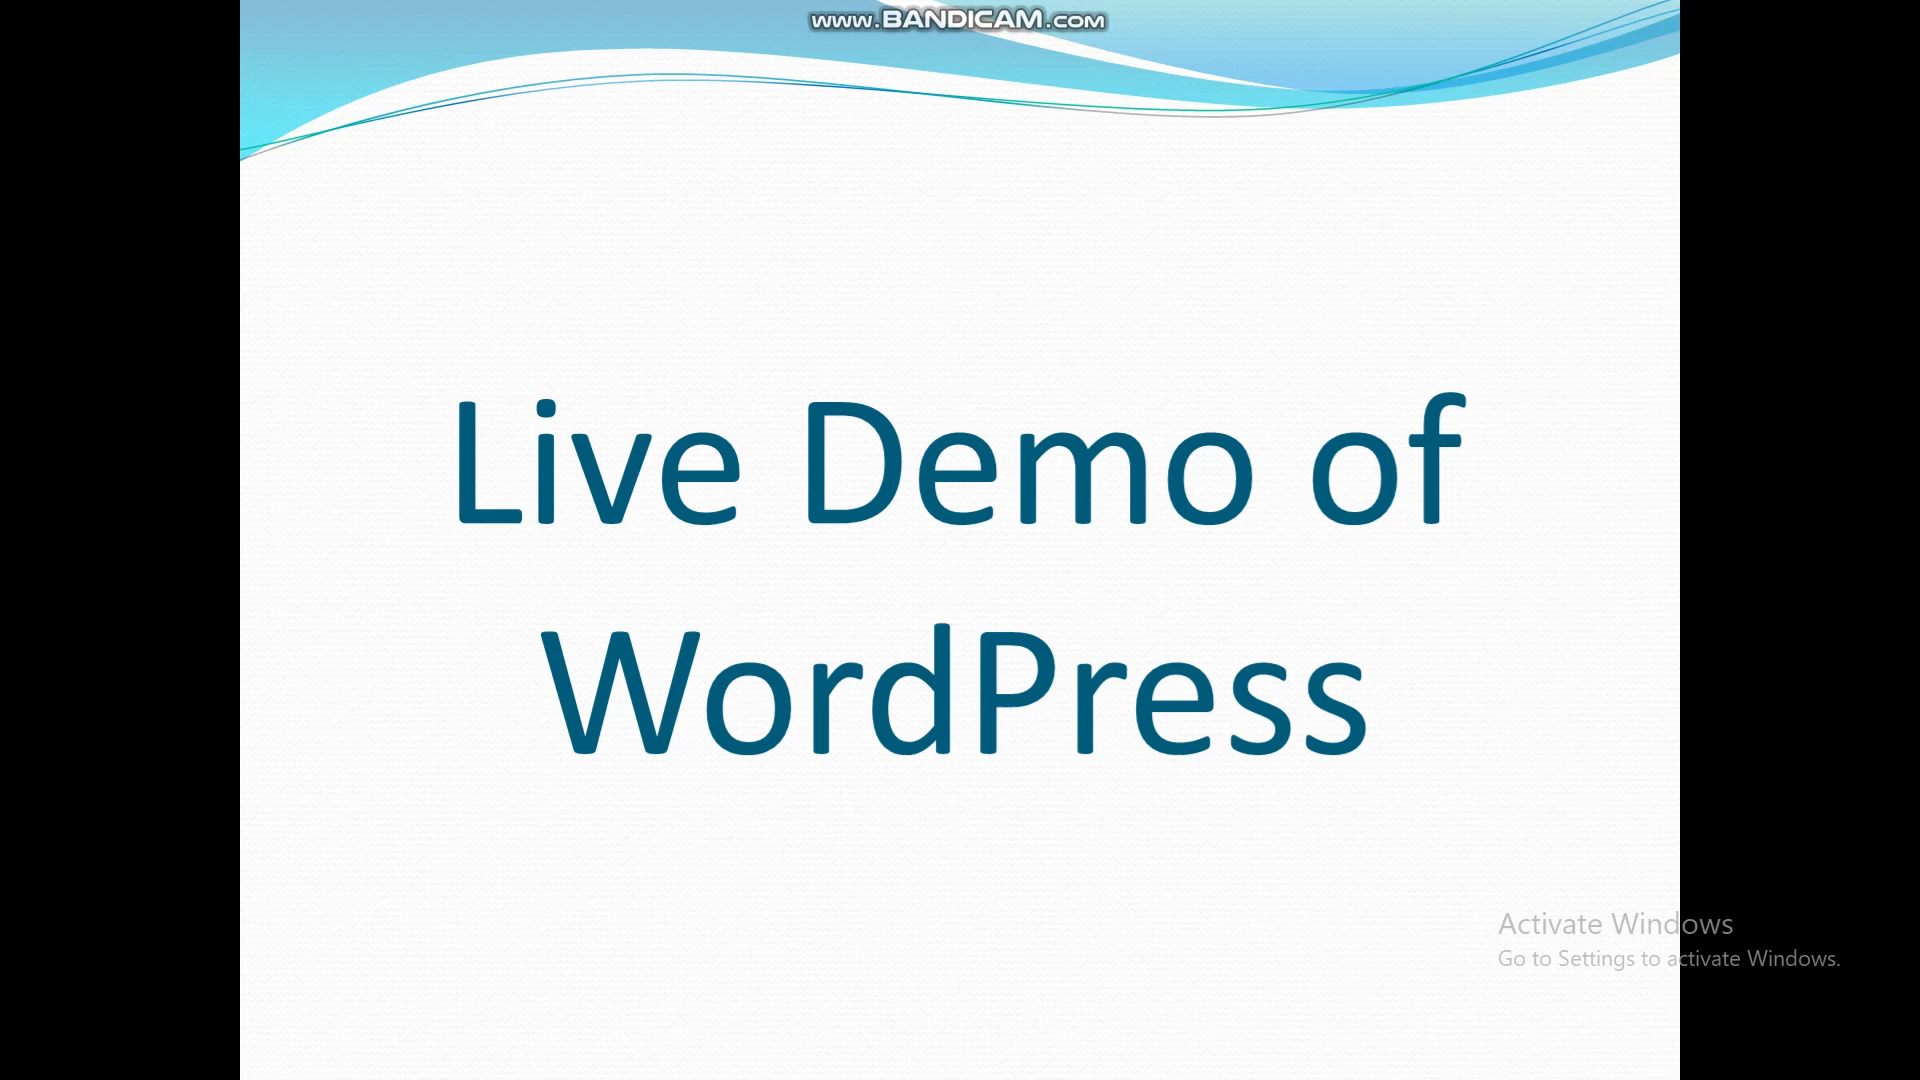 www.BANDICAM.com
Live Demo of
WordPress
Activate Windows
Go to Settings to activate Windows.